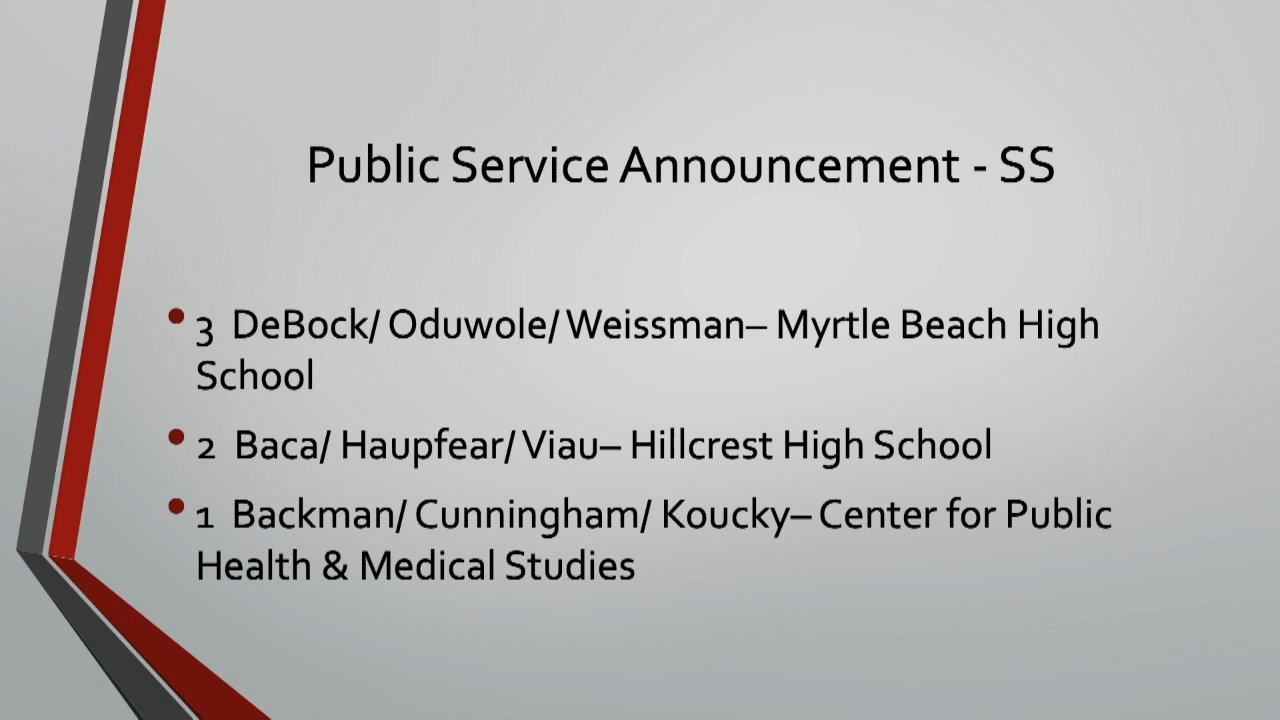 Public Service Announcement - SS
• 3 DeBock/ Oduwole/ Weissman– Myrtle Beach High
School
• 2 Baca/ Haupfear/ Viau– Hillcrest High School
• 1 Backman/ Cunningham/ Koucky– Center for Public
Health & Medical Studies